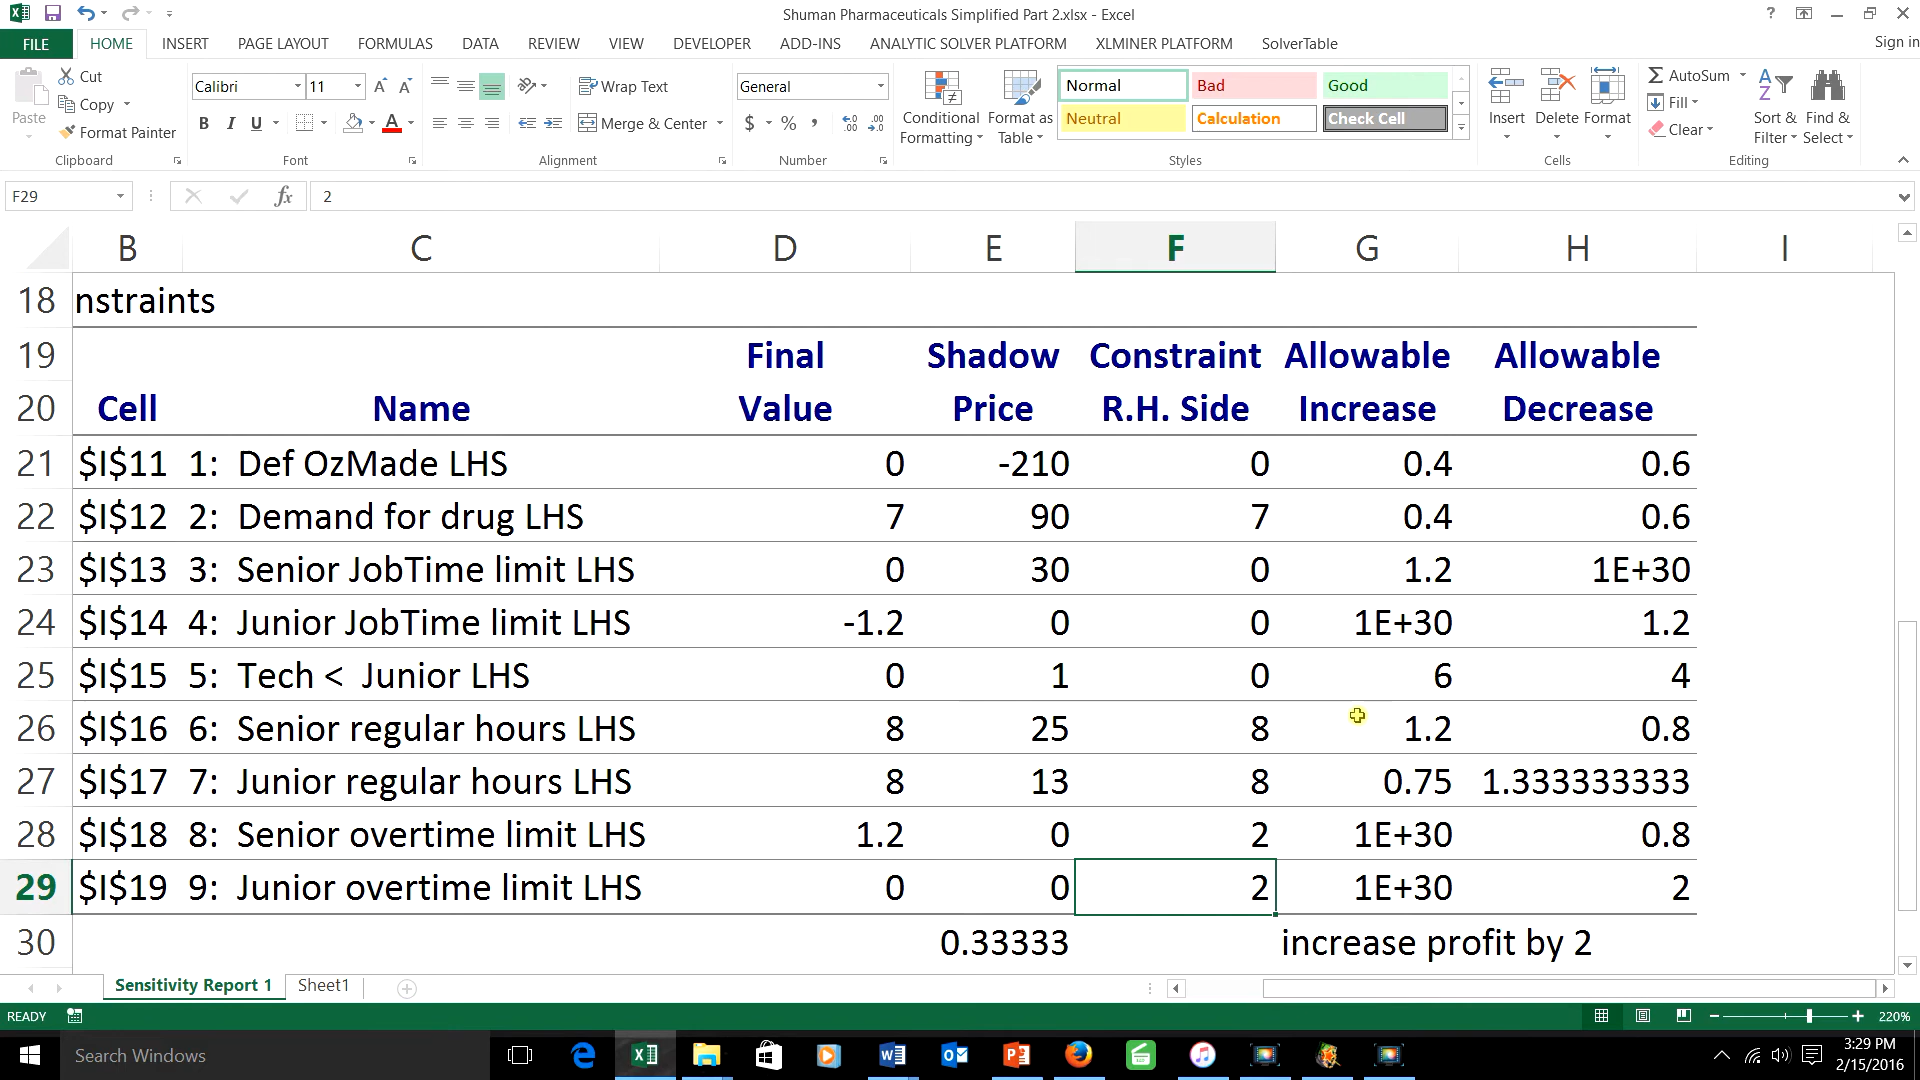 Shuman Pharmaceuticals Simplified Part 2.xlsx - Excel
FILE HOME INSERT PAGE LAYOUT FORMULAS DATA REVIEW VIEW DEVELOPER ADD-INS ANALYTIC SOLVER PLATFORM XLMINER PLATFORM SolverTable Sign in
Paste
Cut
Copy
Format Painter
Clipboard
Calibri 11
B I U A
Font
Wrap Text
Merge & Center
Alignment
General
$ % ,
Number
Conditional Formatting
Format as Table
Normal Bad Good
Neutral Calculation Check Cell
Styles
Insert Delete Format
Cells
AutoSum
Fill
Clear
Sort & Filter
Find & Select
Editing
F29 fx 2
B C D E F G H I
18 nstraints
19 Final Shadow Constraint Allowable Allowable
20 Cell Name Value Price R.H. Side Increase Decrease
21 $I$11 1: Def OzMade LHS 0 -210 0 0.4 0.6
22 $I$12 2: Demand for drug LHS 7 90 7 0.4 0.6
23 $I$13 3: Senior JobTime limit LHS 0 30 0 1.2 1E+30
24 $I$14 4: Junior JobTime limit LHS -1.2 0 0 1E+30 1.2
25 $I$15 5: Tech < Junior LHS 0 1 0 6 4
26 $I$16 6: Senior regular hours LHS 8 25 8 1.2 0.8
27 $I$17 7: Junior regular hours LHS 8 13 8 0.75 1.333333333
28 $I$18 8: Senior overtime limit LHS 1.2 0 2 1E+30 0.8
29 $I$19 9: Junior overtime limit LHS 0 0 2 1E+30 2
30 0.33333 increase profit by 2
Sensitivity Report 1 Sheet1
READY 220%
Search Windows
3:29 PM
2/15/2016